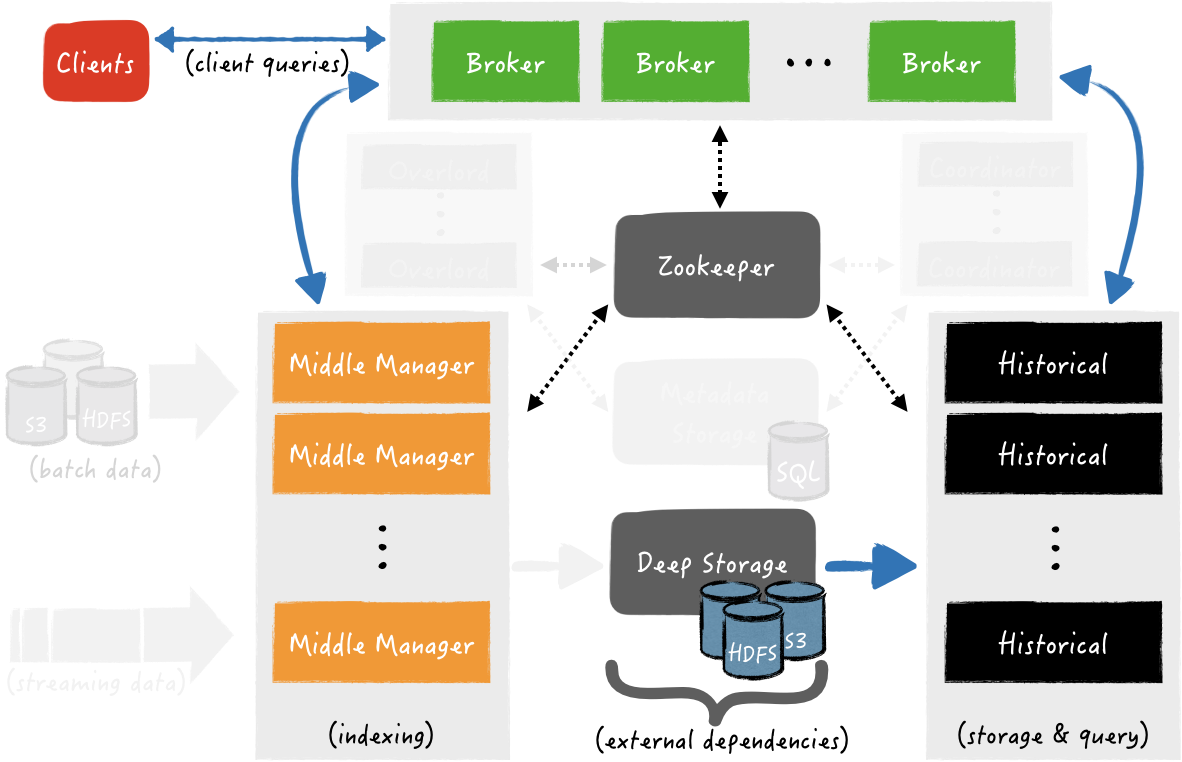 Clients
(client queries)
Broker
Broker
Broker
Overlord
Overlord
Coordinator
Coordinator
Zookeeper
Middle Manager
Middle Manager
Middle Manager
(indexing)
S3
HDFS
(batch data)
(streaming data)
Metadata
Storage
SQL
Deep Storage
HDFS
S3
(external dependencies)
Historical
Historical
Historical
(storage & query)